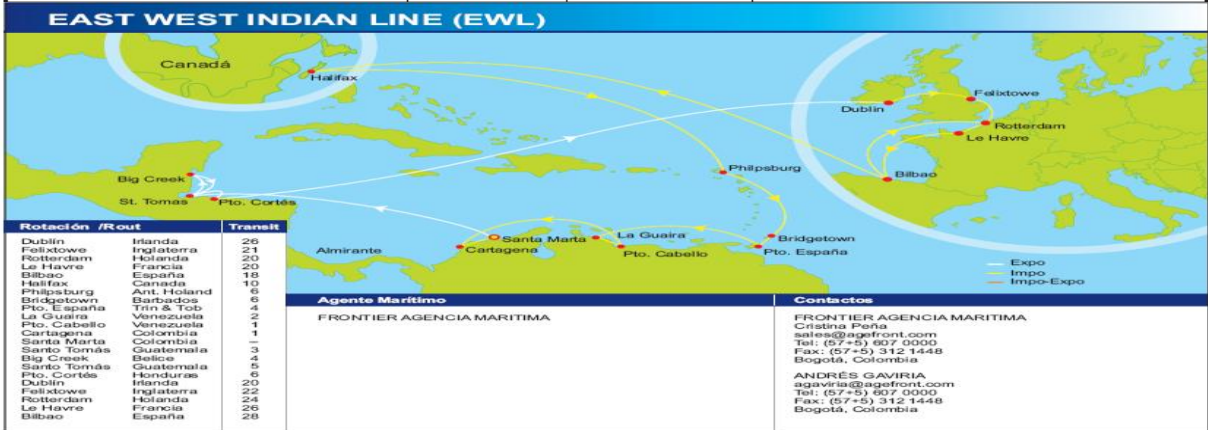 EAST WEST INDIAN LINE (EWL)
Canadá
Halifax
Dublín
Felixtowe
Rotterdam
Le Havre
Bilbao
Philpsburg
Big Creek
St. Tomas
Pto. Cortés
Almirante
Cartagena
Santa Marta
La Guaira
Pto. Cabello
Bridgetown
Pto. España
Expo
Impo
Impo-Expo
Rotación /Rout Transit
Dublín Irlanda 26
Felixtowe Inglaterra 21
Rotterdam Holanda 20
Le Havre Francia 20
Bilbao España 18
Halifax Canada 10
Philpsburg Ant. Holand 6
Bridgetown Barbados 6
Pto. España Trin & Tob 4
La Guaira Venezuela 2
Pto. Cabello Venezuela 1
Cartagena Colombia 1
Santa Marta Colombia –
Santo Tomás Guatemala 3
Big Creek Belice 4
Santo Tomás Guatemala 5
Pto. Cortés Honduras 6
Dublín Irlanda 20
Felixtowe Inglaterra 22
Rotterdam Holanda 24
Le Havre Francia 26
Bilbao España 28
Agente Marítimo
FRONTIER AGENCIA MARITIMA
Contactos
FRONTIER AGENCIA MARITIMA
Cristina Peña
sales@agefront.com
Tel: (57+5) 607 0000
Fax: (57+5) 312 1448
Bogotá, Colombia
ANDRÉS GAVIRIA
agaviria@agefront.com
Tel: (57+5) 607 0000
Fax: (57+5) 312 1448
Bogotá, Colombia